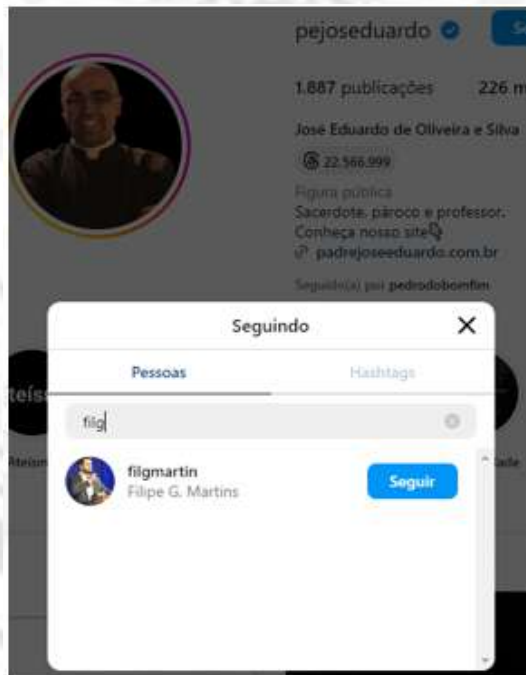 pejoseduardo
1.887 publicações 226 m
José Eduardo de Oliveira e Silva
22.566.999
Figura pública
Sacerdote, pároco e professor.
Conheça nosso site
padrejoseeduardo.com.br
Seguido(a) por pedrodobomfim
Seguindo
Pessoas Hashtags
filg
filgmartin
Filipe G. Martins
Seguir